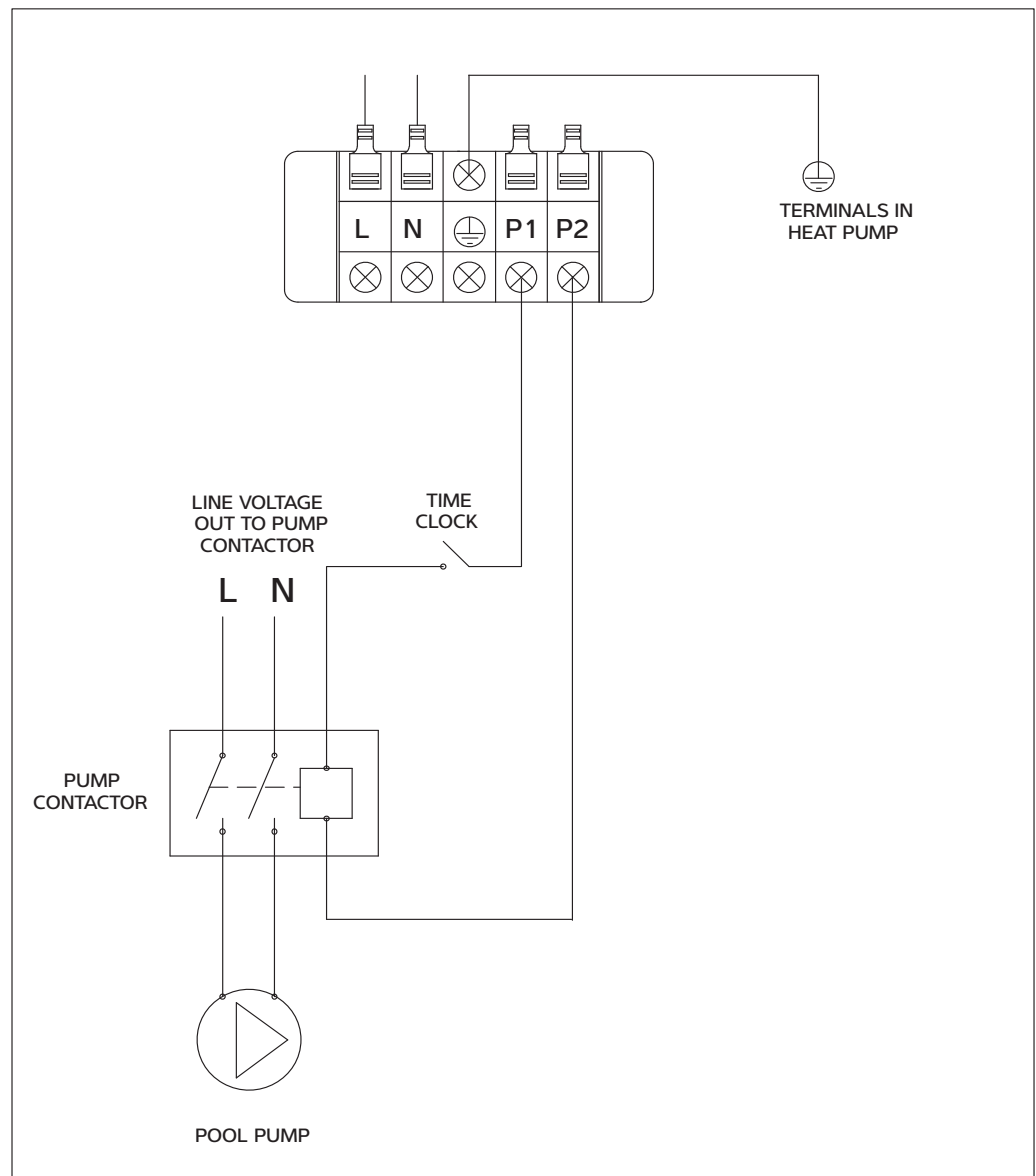 TERMINALS IN
HEAT PUMP
L N P1 P2
LINE VOLTAGE
OUT TO PUMP
CONTACTOR
TIME
CLOCK
L N
PUMP
CONTACTOR
POOL PUMP